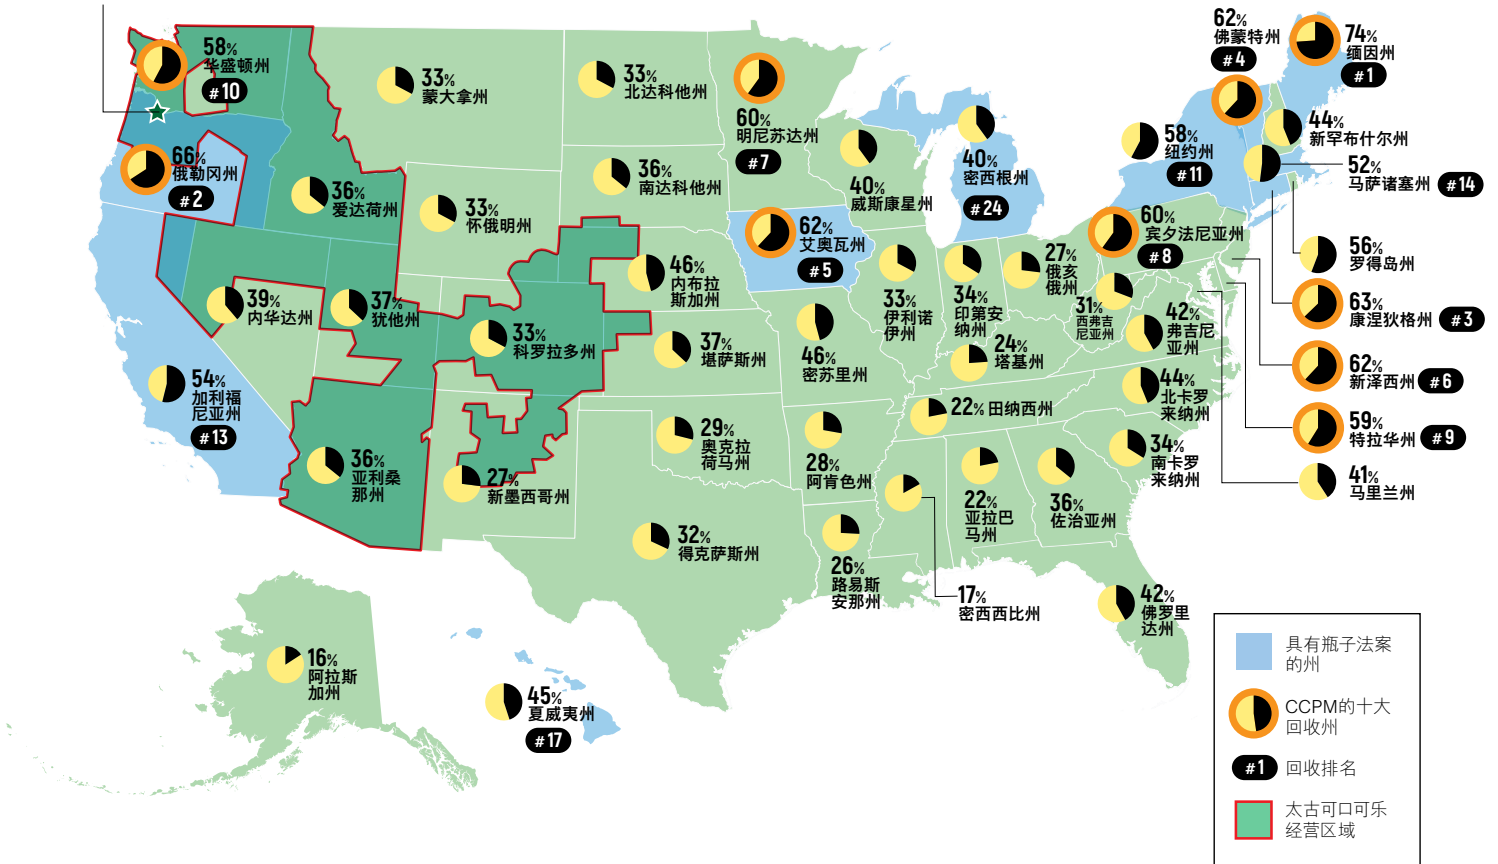 58%
华盛顿州
#10
66%
俄勒冈州
#2
33%
蒙大拿州
36%
爱达荷州
33%
怀俄明州
39%
内华达州
37%
犹他州
54%
加利福
尼亚州
#13
36%
亚利桑
那州
33%
科罗拉多州
27%
新墨西哥州
33%
北达科他州
36%
南达科他州
46%
内布拉
斯加州
37%
堪萨斯州
29%
奥克拉
荷马州
32%
得克萨斯州
60%
明尼苏达州
#7
62%
艾奥瓦州
#5
46%
密苏里州
28%
阿肯色州
26%
路易斯
安那州
40%
威斯康星州
40%
密西根州
#24
33%
伊利诺
伊州
34%
印第安
纳州
27%
俄亥
俄州
24%
塔基州
22% 田纳西州
17%
密西西比州
22%
亚拉巴
马州
36%
佐治亚州
42%
佛罗里
达州
34%
南卡罗
来纳州
44%
北卡罗
来纳州
42%
弗吉尼
亚州
31%
西弗吉
尼亚州
60%
宾夕法尼亚州
#8
58%
纽约州
#11
62%
佛蒙特州
#4
74%
缅因州
#1
44%
新罕布什尔州
52%
马萨诸塞州 #14
56%
罗得岛州
63%
康涅狄格州 #3
62%
新泽西州 #6
59%
特拉华州 #9
41%
马里兰州
16%
阿拉斯
加州
45%
夏威夷州
#17
具有瓶子法案
的州
CCPM的十大
回收州
#1 回收排名
太古可口可乐
经营区域